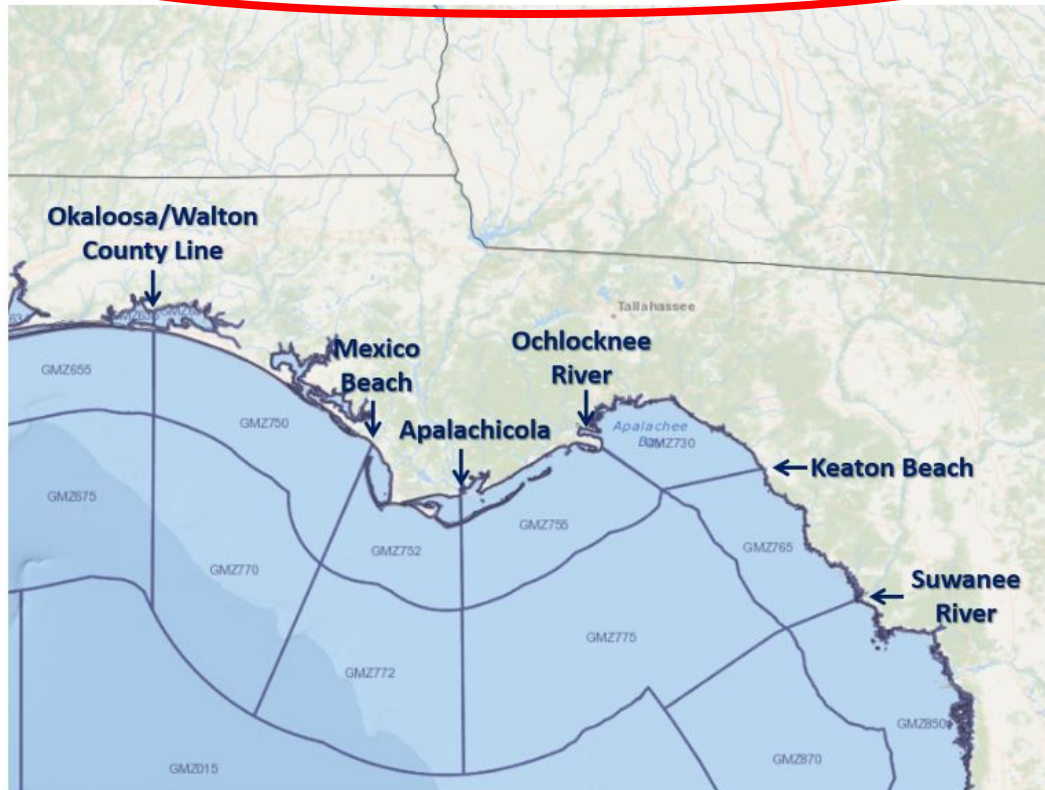 Okaloosa/Walton
County Line
Tallahassee
Mexico
Beach
Ochlocknee
River
Apalachicola
Apalachee
GMZ730
Keaton Beach
GMZ655
GMZ750
GMZ675
GMZ755
GMZ752
GMZ765
GMZ770
Suwanee
River
GMZ775
GMZ772
GMZ850
GMZ870
GMZ015